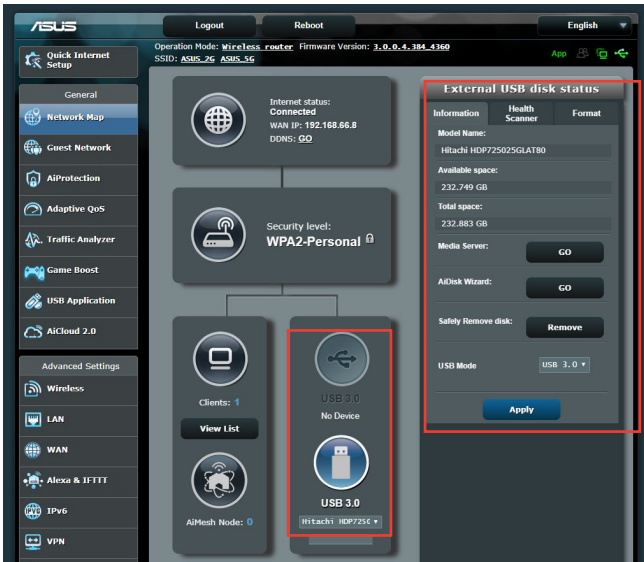 ASUS
Logout
Reboot
English
Operation Mode: Wireless router Firmware Version: 3.0.0.4.384_4360
SSID: ASUS_2G ASUS_5G
App
Quick Internet
Setup
General
Network Map
Guest Network
AiProtection
Adaptive QoS
Traffic Analyzer
Game Boost
USB Application
AiCloud 2.0
Advanced Settings
Wireless
LAN
WAN
Alexa & IFTTT
IPv6
VPN
Internet status:
Connected
WAN IP: 192.168.66.8
DDNS: GO
Security level:
WPA2-Personal
Clients: 1
View List
AiMesh Node: 0
USB 3.0
No Device
USB 3.0
Hitachi HDP725C
External USB disk
status
Information
Health
Scanner
Format
Model Name:
Hitachi HDP725025GLAT80
Available space:
232.749 GB
Total space:
232.883 GB
Media Server:
GO
AiDisk Wizard:
GO
Safely Remove
disk:
Remove
USB Mode
USB 3.0
Apply